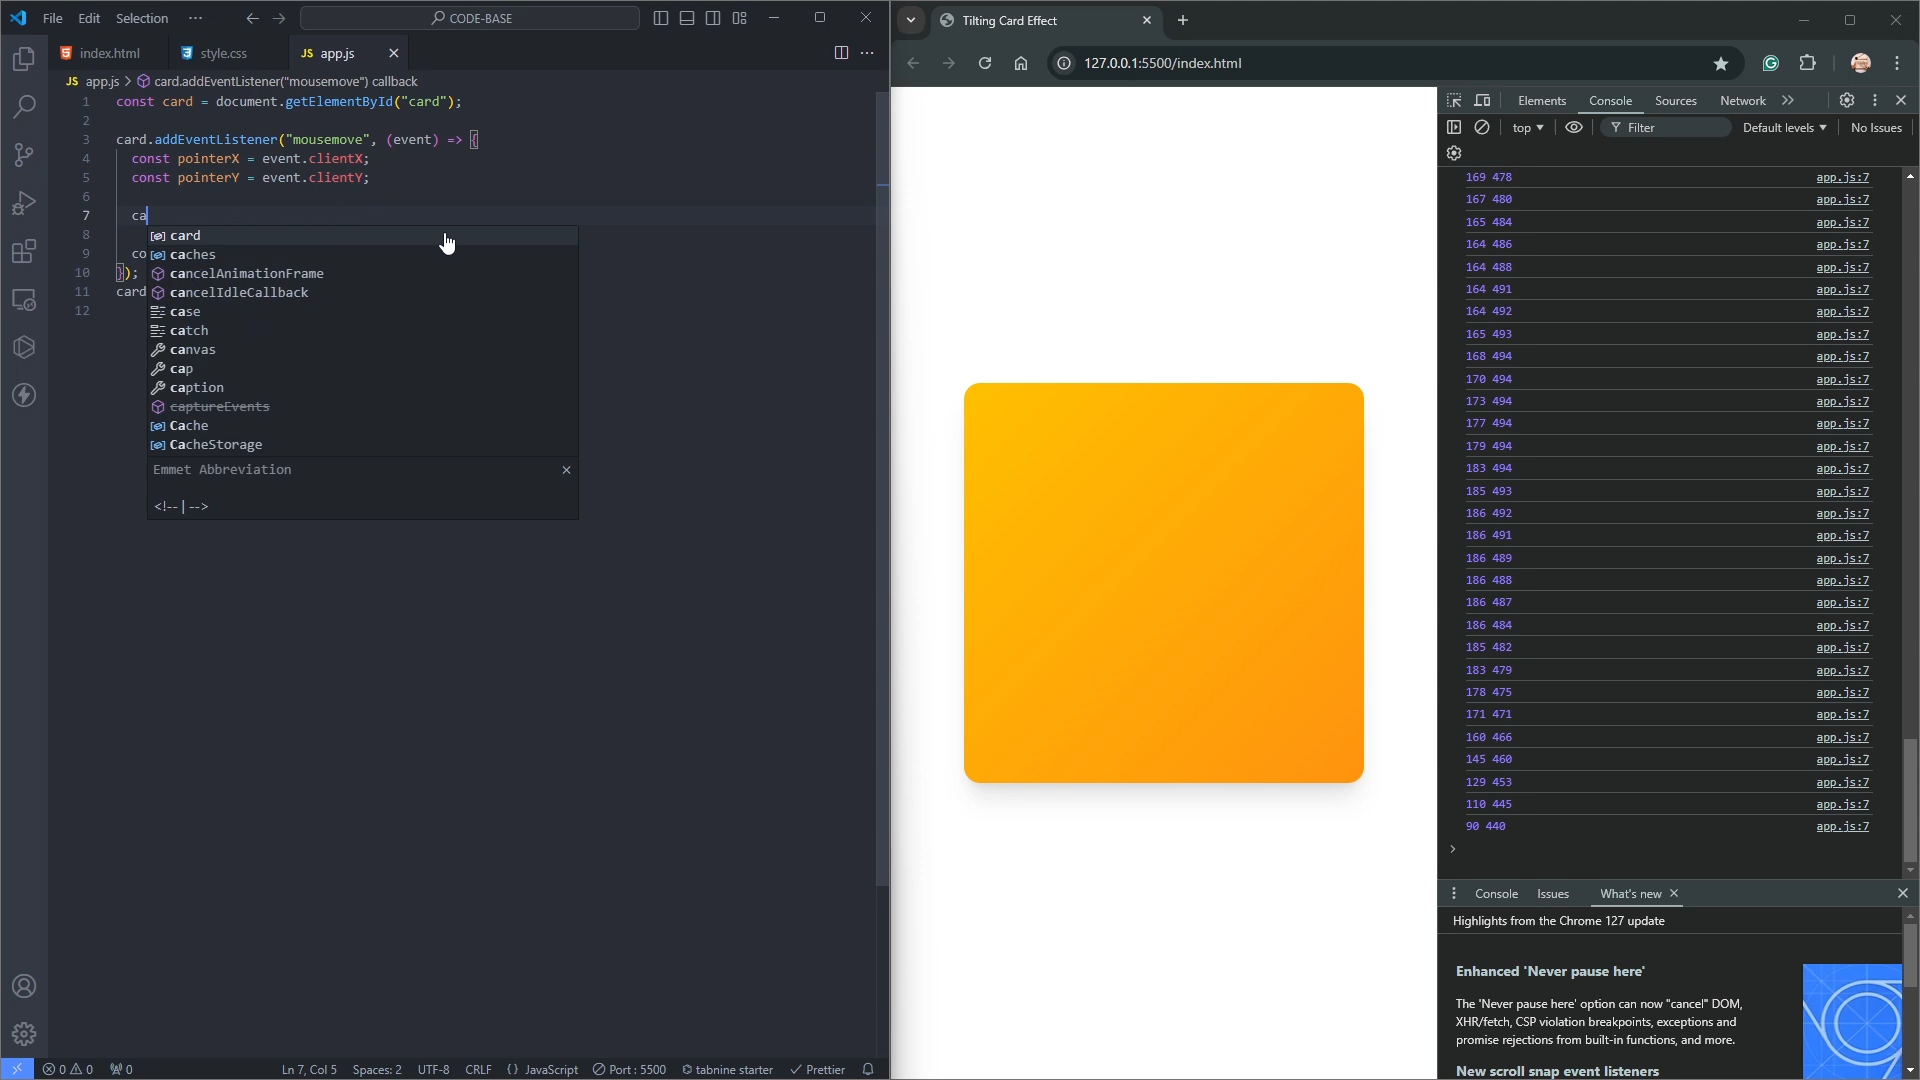 File Edit Selection ···
CODE-BASE
index.html
style.css
JS app.js
JS app.js > card.addEventListener("mousemove") callback
1 const card = document.getElementById("card");
2
3 card.addEventListener("mousemove", (event) => {
4 const pointerX = event.clientX;
5 const pointerY = event.clientY;
6
7 ca
8
9 co
10 });
11 card
12
card
caches
cancelAnimationFrame
cancelIdleCallback
case
catch
canvas
cap
caption
captureEvents
Cache
CacheStorage
Emmet Abbreviation
<!--|-->
0 0 0
Ln 7, Col 5 Spaces: 2 UTF-8 CRLF {} JavaScript Port : 5500 tabnine starter Prettier
Tilting Card Effect
127.0.0.1:5500/index.html
Elements Console Sources Network
top Filter Default levels No Issues
169 478 app.js:7
167 480 app.js:7
165 484 app.js:7
164 486 app.js:7
164 488 app.js:7
164 491 app.js:7
164 492 app.js:7
165 493 app.js:7
168 494 app.js:7
170 494 app.js:7
173 494 app.js:7
177 494 app.js:7
179 494 app.js:7
183 494 app.js:7
185 493 app.js:7
186 492 app.js:7
186 491 app.js:7
186 489 app.js:7
186 488 app.js:7
186 487 app.js:7
186 484 app.js:7
185 482 app.js:7
183 479 app.js:7
178 475 app.js:7
171 471 app.js:7
160 466 app.js:7
145 460 app.js:7
129 453 app.js:7
110 445 app.js:7
90 440 app.js:7
Console Issues What's new
Highlights from the Chrome 127 update
Enhanced 'Never pause here'
The 'Never pause here' option can now "cancel" DOM,
XHR/fetch, CSP violation breakpoints, exceptions and
promise rejections from built-in functions, and more.
New scroll snap event listeners